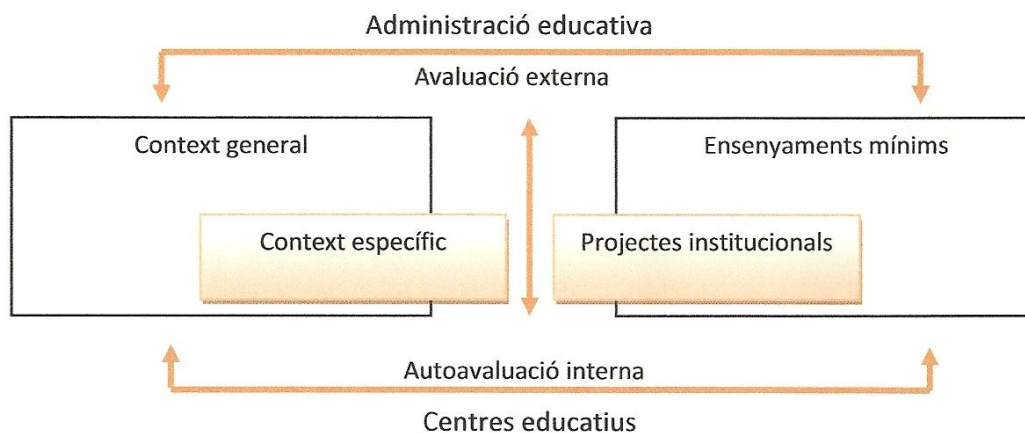 Administració educativa
Avaluació externa
Context general
Ensenyaments mínims
Context específic
Projectes institucionals
Autoavaluació interna
Centres educatius